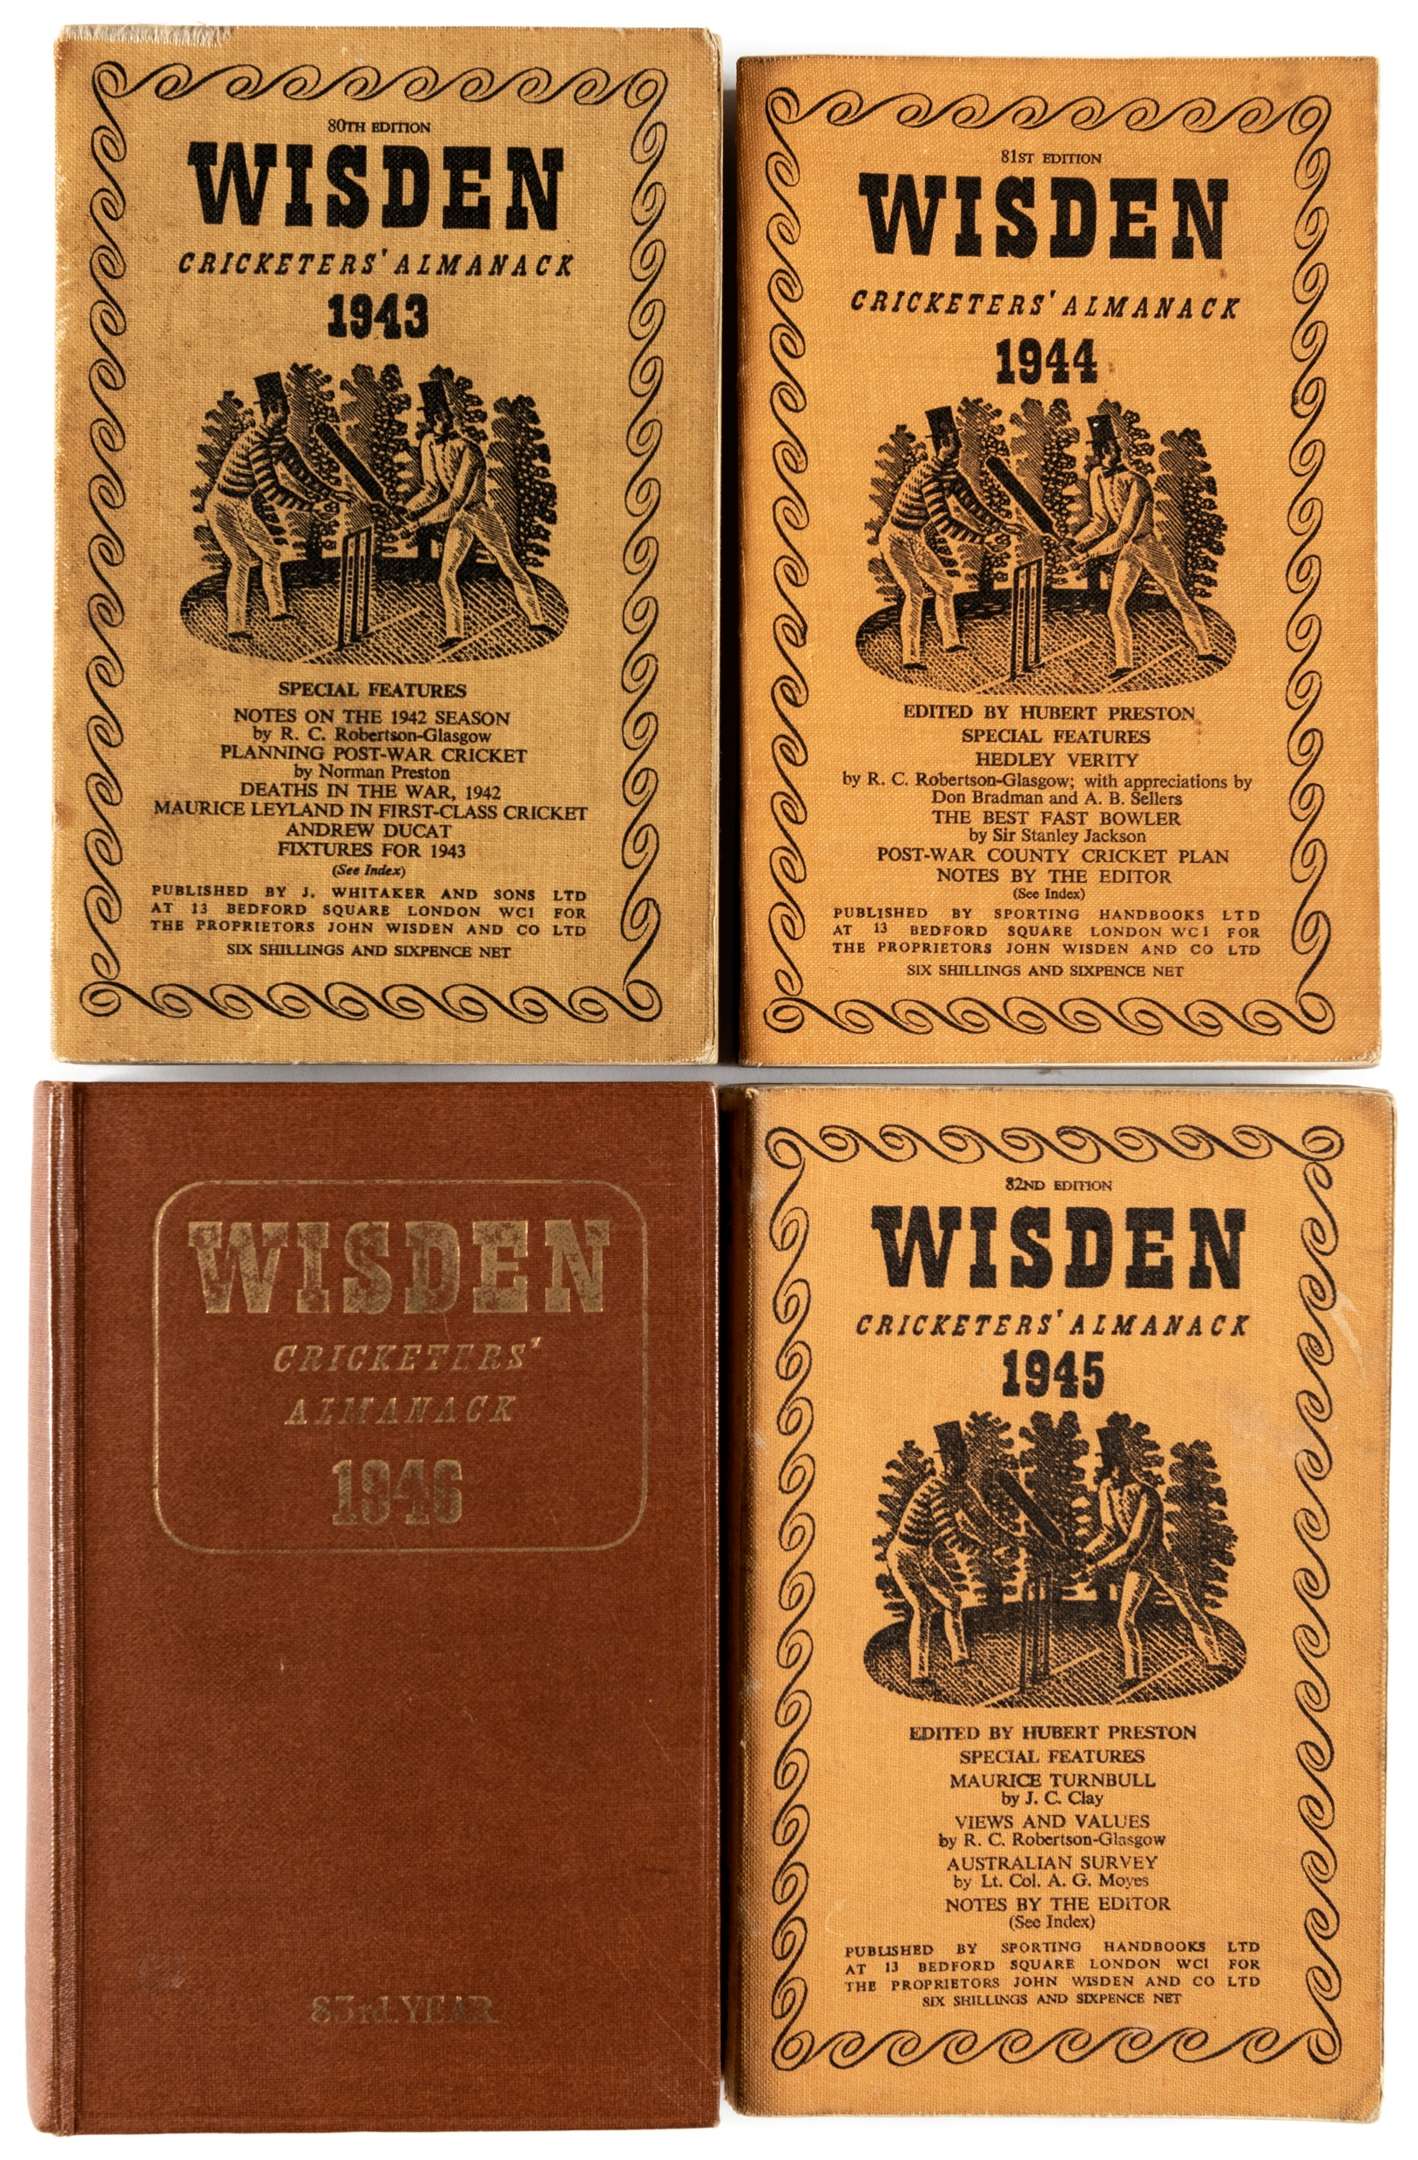 80TH EDITION
WISDEN
CRICKETERS' ALMANACK
1943
SPECIAL FEATURES
NOTES ON THE 1942 SEASON
by R. C. Robertson-Glasgow
PLANNING POST-WAR CRICKET
by Norman Preston
DEATHS IN THE WAR, 1942
MAURICE LEYLAND IN FIRST-CLASS CRICKET
ANDREW DUCAT
FIXTURES FOR 1943
(See Index)
PUBLISHED BY J. WHITAKER AND SONS LTD
AT 13 BEDFORD SQUARE LONDON WC1 FOR
THE PROPRIETORS JOHN WISDEN AND CO LTD
SIX SHILLINGS AND SIXPENCE NET
81ST EDITION
WISDEN
CRICKETERS' ALMANACK
1944
EDITED BY HUBERT PRESTON
SPECIAL FEATURES
HEDLEY VERITY
by R. C. Robertson-Glasgow; with appreciations by
Don Bradman and A. B. Sellers
THE BEST FAST BOWLER
by Sir Stanley Jackson
POST-WAR COUNTY CRICKET PLAN
NOTES BY THE EDITOR
(See Index)
PUBLISHED BY SPORTING HANDBOOKS LTD
AT 13 BEDFORD SQUARE LONDON WC1 FOR
THE PROPRIETORS JOHN WISDEN AND CO LTD
SIX SHILLINGS AND SIXPENCE NET
WISDEN
CRICKETERS'
ALMANACK
1946
83rd YEAR
82ND EDITION
WISDEN
CRICKETERS' ALMANACK
1945
EDITED BY HUBERT PRESTON
SPECIAL FEATURES
MAURICE TURNBULL
by J. C. Clay
VIEWS AND VALUES
by R. C. Robertson-Glasgow
AUSTRALIAN SURVEY
by Lt. Col. A. G. Moyes
NOTES BY THE EDITOR
(See Index)
PUBLISHED BY SPORTING HANDBOOKS LTD
AT 13 BEDFORD SQUARE LONDON WC1 FOR
THE PROPRIETORS JOHN WISDEN AND CO LTD
SIX SHILLINGS AND SIXPENCE NET